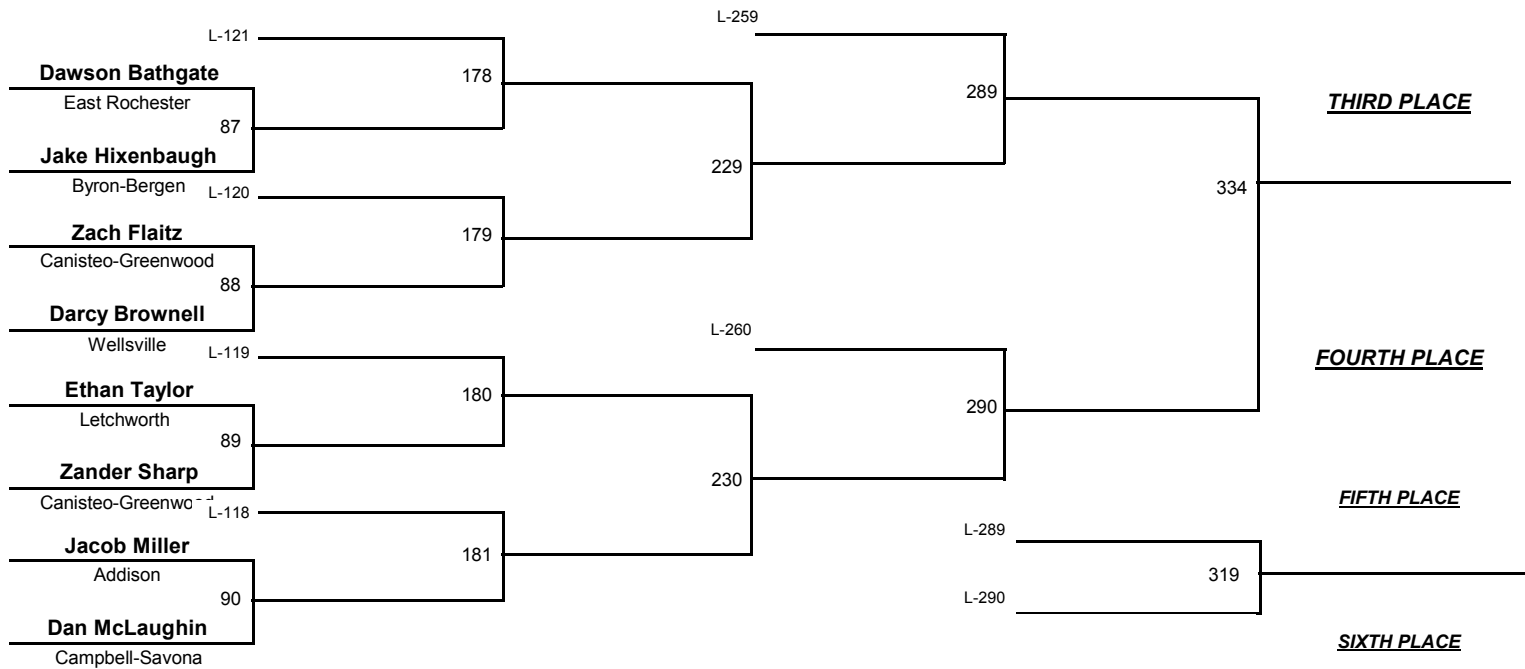 L-259
L-121
Dawson Bathgate
178
East Rochester
289
THIRD PLACE
87
Jake Hixenbaugh
229
Byron-Bergen
L-120
334
Zach Flaitz
179
Canisteo-Greenwood
88
Darcy Brownell
L-260
Wellsville
L-119
FOURTH PLACE
Ethan Taylor
180
290
Letchworth
89
Zander Sharp
230
Canisteo-Greenwo
FIFTH PLACE
L-118
L-289
Jacob Miller
181
Addison
319
90
L-290
Dan McLaughin
SIXTH PLACE
Campbell-Savona